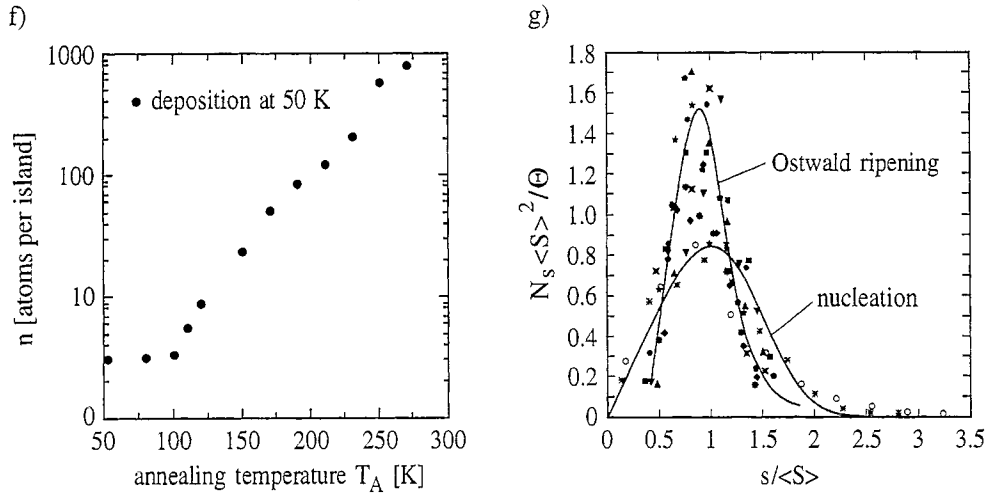 f)
n [atoms per island]
1000
100
10
0
deposition at 50 K
50 100 150 200 250 300
annealing temperature T_A [K]
g)
N_s<S>²/Θ
1.8
1.6
1.4
1.2
1.0
0.8
0.6
0.4
0.2
0
Ostwald ripening
nucleation
0 0.5 1 1.5 2 2.5 3 3.5
s/<S>